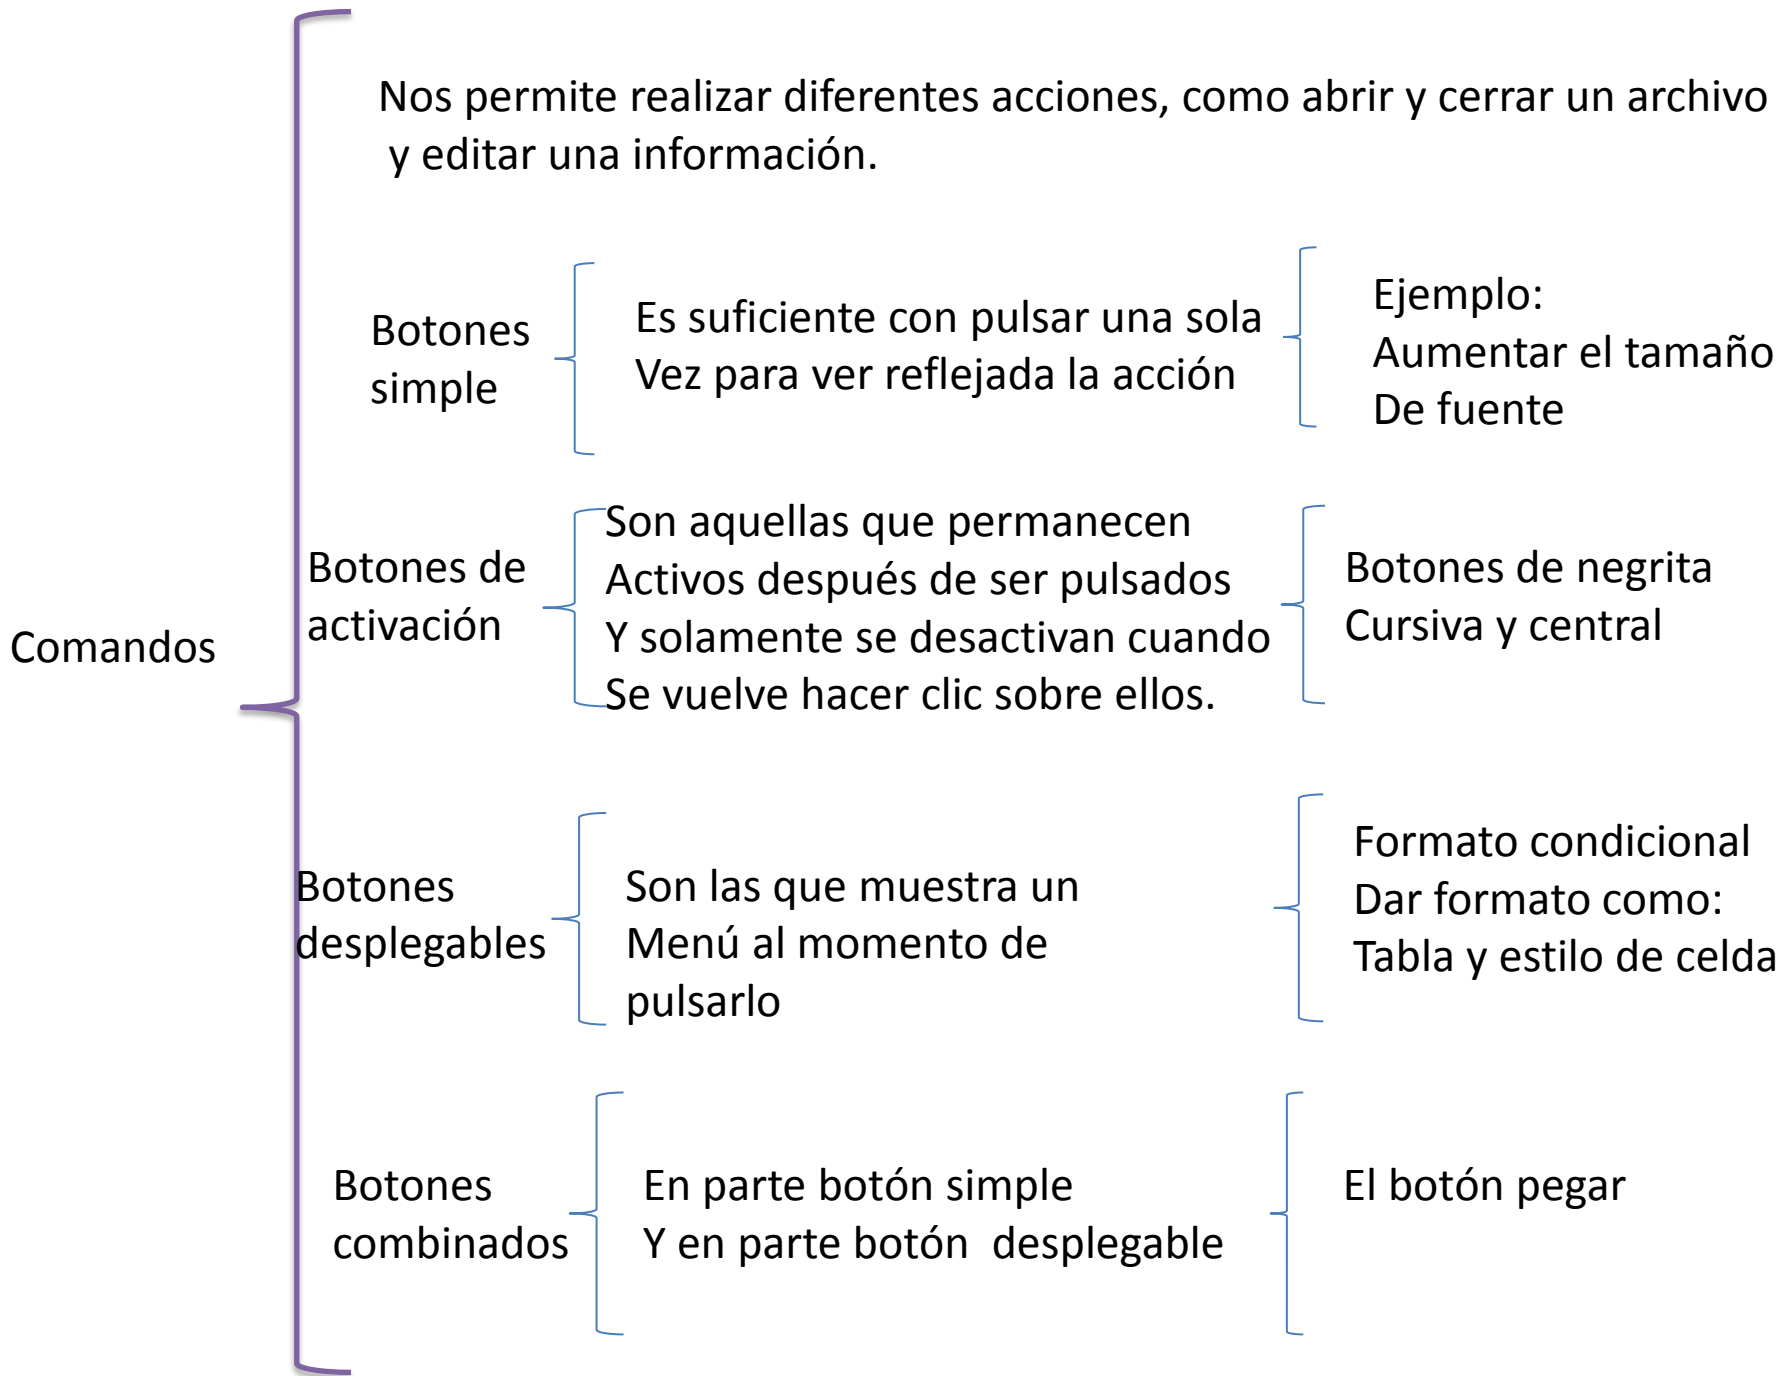 Nos permite realizar diferentes acciones, como abrir y cerrar un archivo
y editar una información.
Comandos
Botones
simple
Es suficiente con pulsar una sola
Vez para ver reflejada la acción
Ejemplo:
Aumentar el tamaño
De fuente
Botones de
activación
Son aquellas que permanecen
Activos después de ser pulsados
Y solamente se desactivan cuando
Se vuelve hacer clic sobre ellos.
Botones de negrita
Cursiva y central
Botones
desplegables
Son las que muestra un
Menú al momento de
pulsarlo
Formato condicional
Dar formato como:
Tabla y estilo de celda
Botones
combinados
En parte botón simple
Y en parte botón  desplegable
El botón pegar